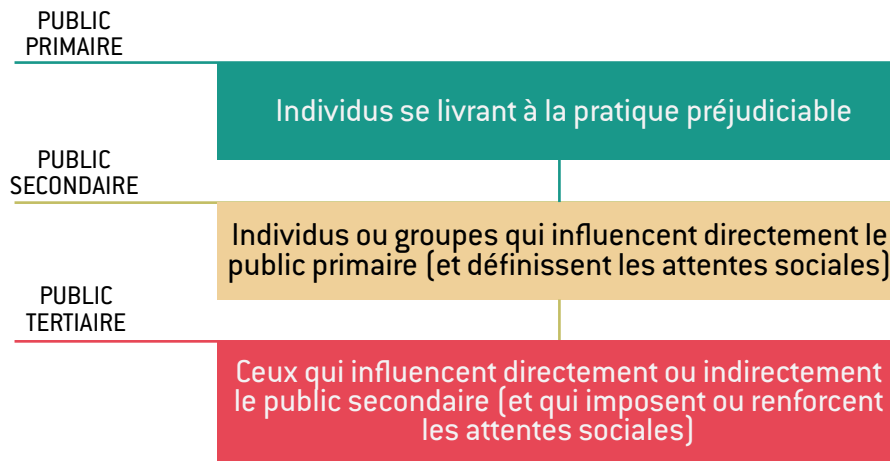 PUBLIC
PRIMAIRE
Individus se livrant à la pratique préjudiciable
PUBLIC
SECONDAIRE
Individus ou groupes qui influencent directement le
public primaire (et définissent les attentes sociales)
PUBLIC
TERTIAIRE
Ceux qui influencent directement ou indirectement
le public secondaire (et qui imposent ou renforcent
les attentes sociales)